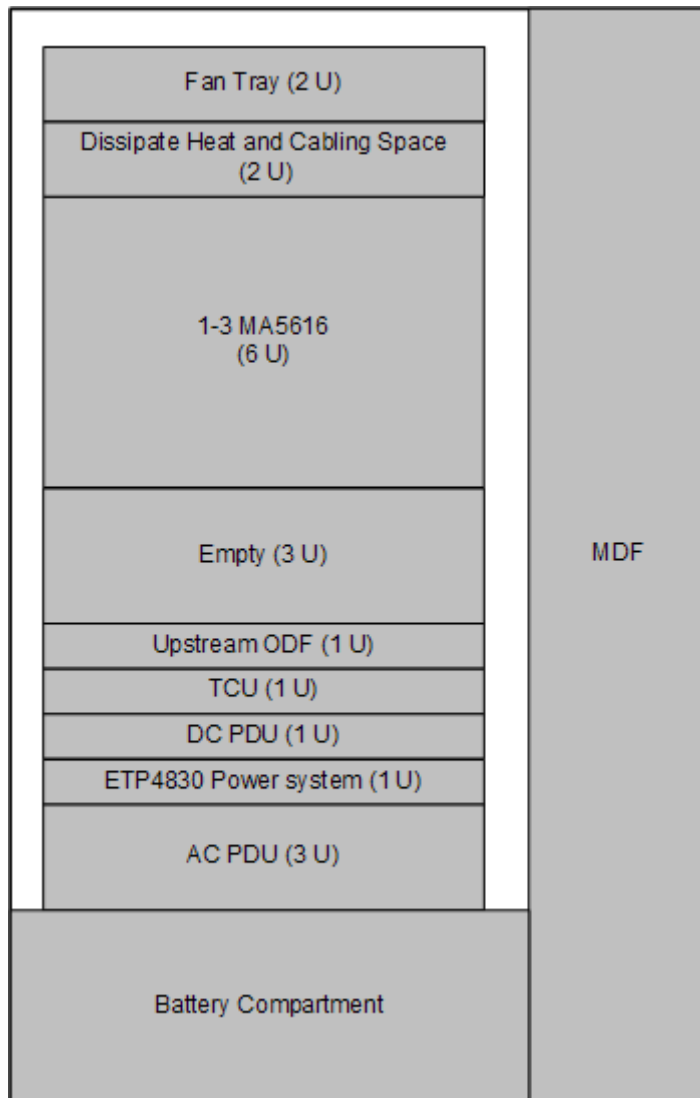 Fan Tray (2 U)
Dissipate Heat and Cabling Space
(2 U)
1-3 MA5616
(6 U)
Empty (3 U)
MDF
Upstream ODF (1 U)
TCU (1 U)
DC PDU (1 U)
ETP4830 Power system (1 U)
AC PDU (3 U)
Battery Compartment